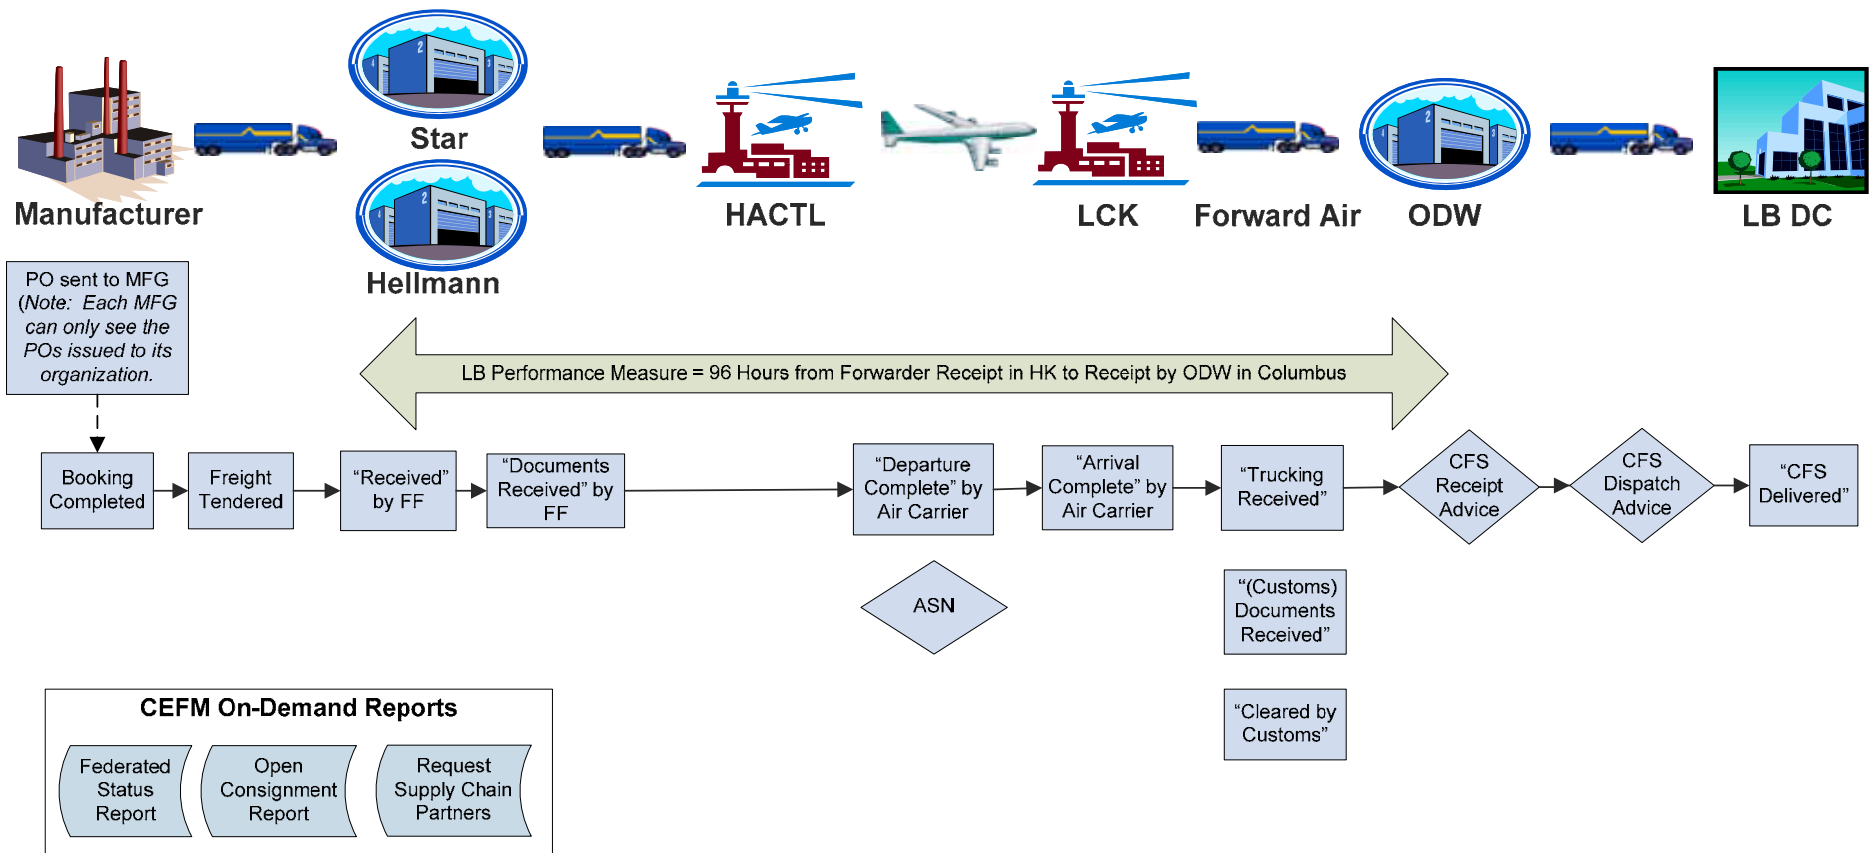 Star
Manufacturer
HACTL
LCK
Forward Air
ODW
LB DC
Hellmann
PO sent to MFG
(Note:  Each MFG
can only see the
POs issued to its
organization.
LB Performance Measure = 96 Hours from Forwarder Receipt in HK to Receipt by ODW in Columbus
Booking
Completed
Freight
Tendered
“Received”
by FF
“Documents
Received” by
FF
“Departure
Complete” by
Air Carrier
“Arrival
Complete” by
Air Carrier
“Trucking
Received”
CFS
Receipt
Advice
CFS
Dispatch
Advice
“CFS
Delivered”
ASN
“(Customs)
Documents
Received”
“Cleared by
Customs”
CEFM On-Demand Reports
Federated
Status
Report
Open
Consignment
Report
Request
Supply Chain
Partners